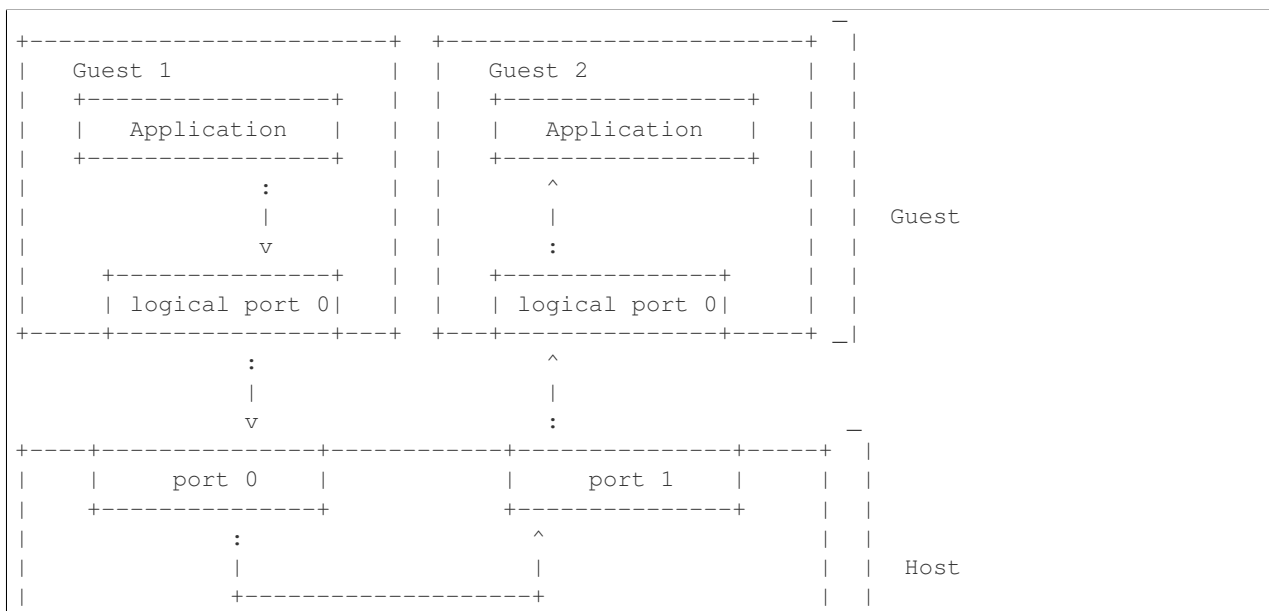 Guest 1 Guest 2
Application Application
Guest
logical port 0 logical port 0
port 0 port 1
Host